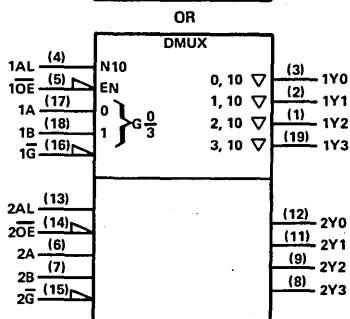 OR
DMUX
1AL (4) N10
1O̅E̅ (5) EN
1A (17) 0
1B (18) 1
G 0/3
1G̅ (16)
0, 10 ▽ (3) 1Y0
1, 10 ▽ (2) 1Y1
2, 10 ▽ (1) 1Y2
3, 10 ▽ (19) 1Y3
2AL (13)
2O̅E̅ (14)
2A (6)
2B (7)
2G̅ (15)
(12) 2Y0
(11) 2Y1
(9) 2Y2
(8) 2Y3